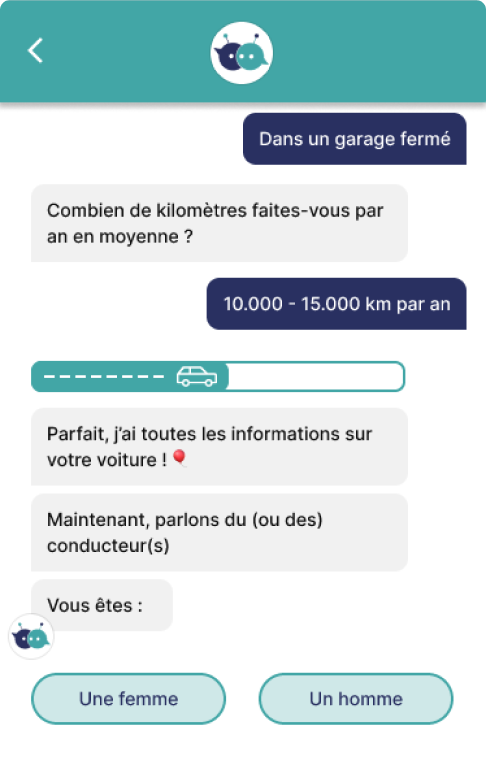 Dans un garage fermé
Combien de kilomètres faites-vous par
an en moyenne ?
10.000 - 15.000 km par an
Parfait, j'ai toutes les informations sur
votre voiture ! 🎈
Maintenant, parlons du (ou des)
conducteur(s)
Vous êtes :
Une femme
Un homme